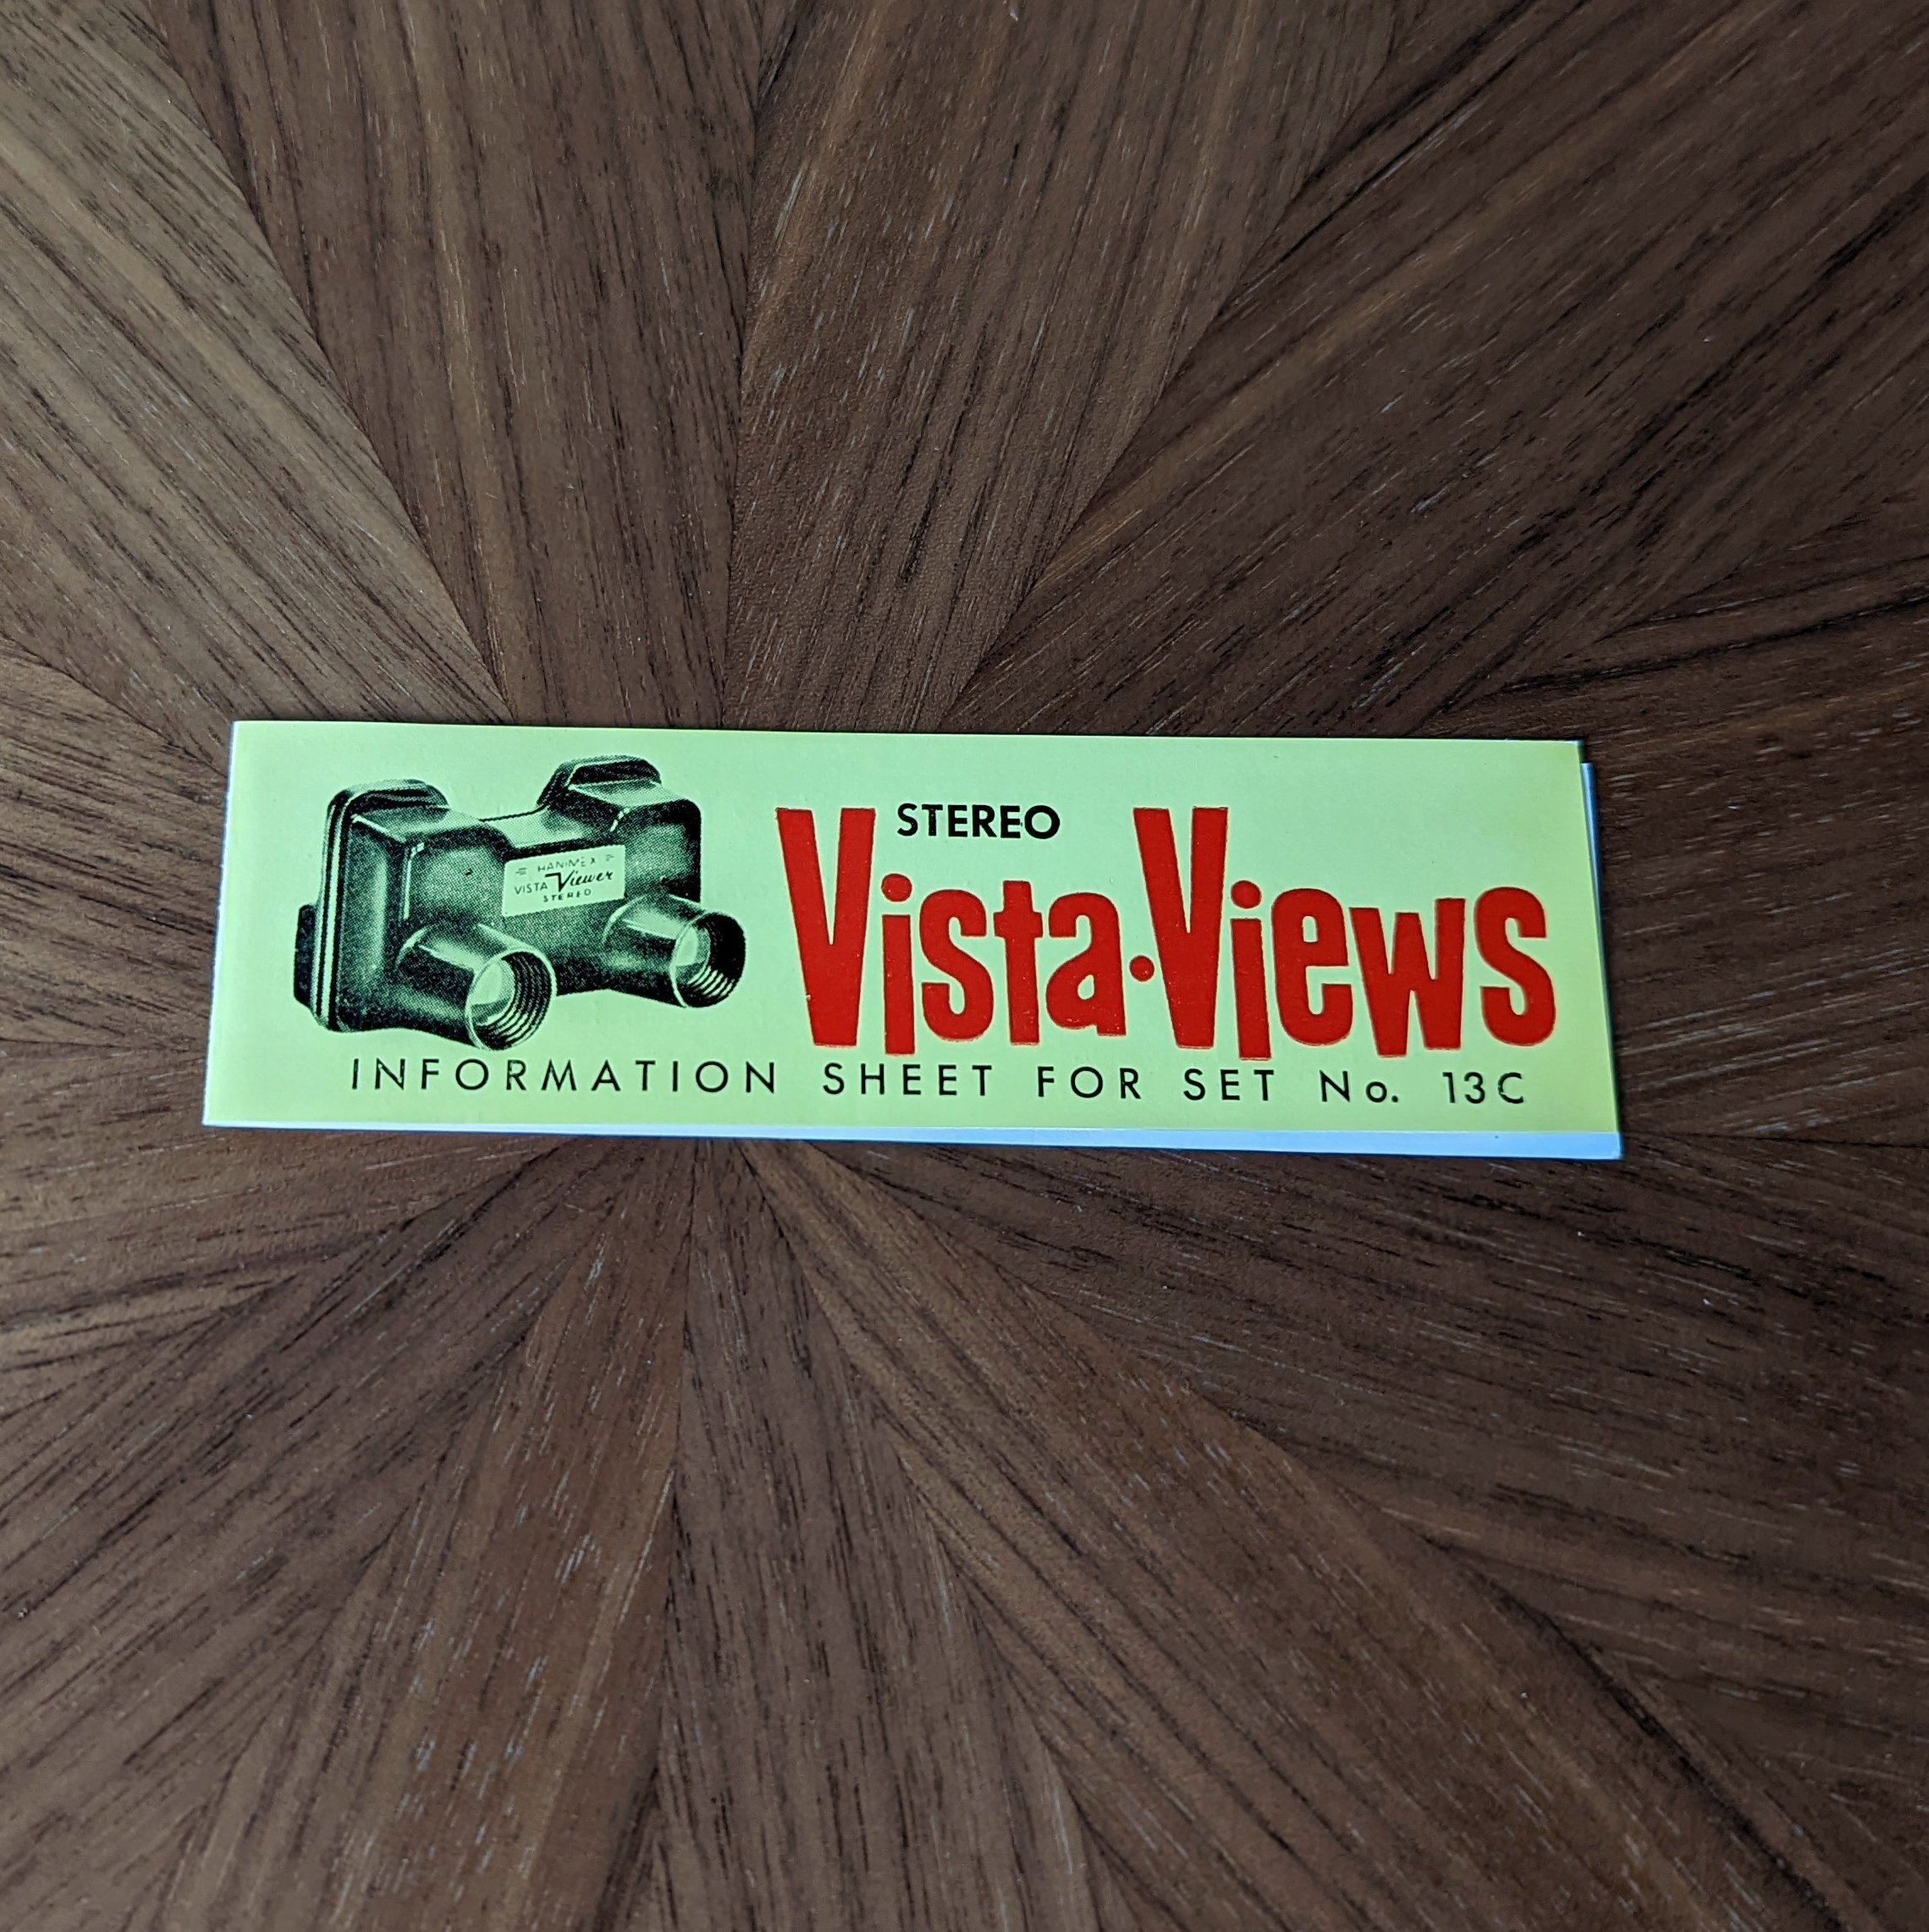 HANIMEX
VISTA Viewer
STEREO
STEREO
Vista·Views
INFORMATION SHEET FOR SET No. 13C